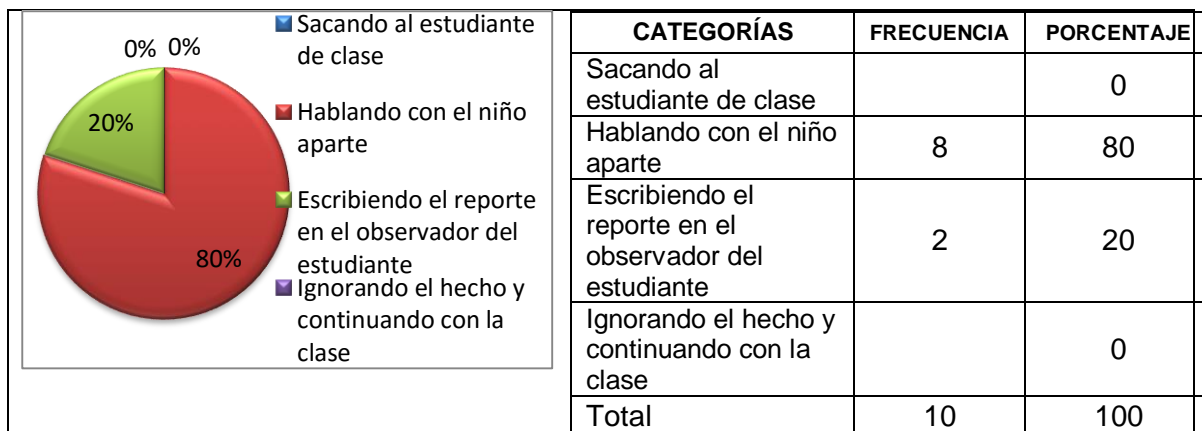 0% 0%
20%
80%
Sacando al estudiante
de clase
Hablando con el niño
aparte
Escribiendo el reporte
en el observador del
estudiante
Ignorando el hecho y
continuando con la
clase
CATEGORÍAS FRECUENCIA PORCENTAJE
Sacando al
estudiante de clase 0
Hablando con el niño
aparte 8 80
Escribiendo el
reporte en el
observador del
estudiante 2 20
Ignorando el hecho y
continuando con la
clase 0
Total 10 100